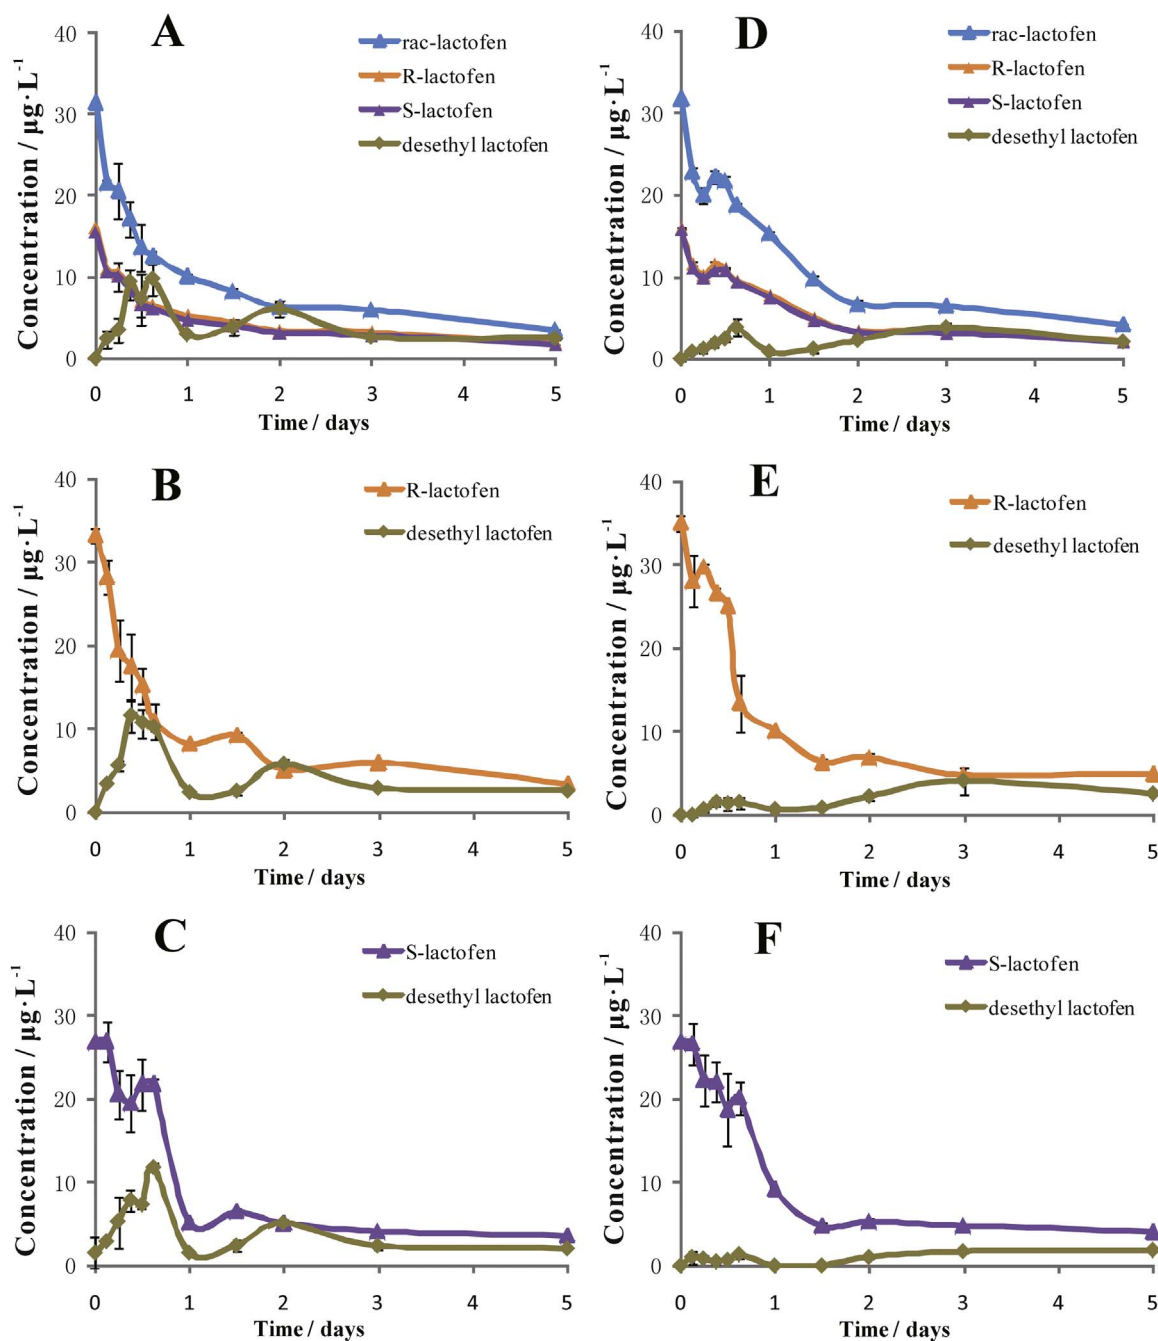 A
40
30
20
10
0
Concentration / µg·L⁻¹
rac-lactofen
R-lactofen
S-lactofen
desethyl lactofen
0 1 2 3 4 5
Time / days
D
40
30
20
10
0
Concentration / µg·L⁻¹
rac-lactofen
R-lactofen
S-lactofen
desethyl lactofen
0 1 2 3 4 5
Time / days
B
40
30
20
10
0
Concentration / µg·L⁻¹
R-lactofen
desethyl lactofen
0 1 2 3 4 5
Time / days
E
40
30
20
10
0
Concentration / µg·L⁻¹
R-lactofen
desethyl lactofen
0 1 2 3 4 5
Time / days
C
40
30
20
10
0
Concentration / µg·L⁻¹
S-lactofen
desethyl lactofen
0 1 2 3 4 5
Time / days
F
40
30
20
10
0
Concentration / µg·L⁻¹
S-lactofen
desethyl lactofen
0 1 2 3 4 5
Time / days